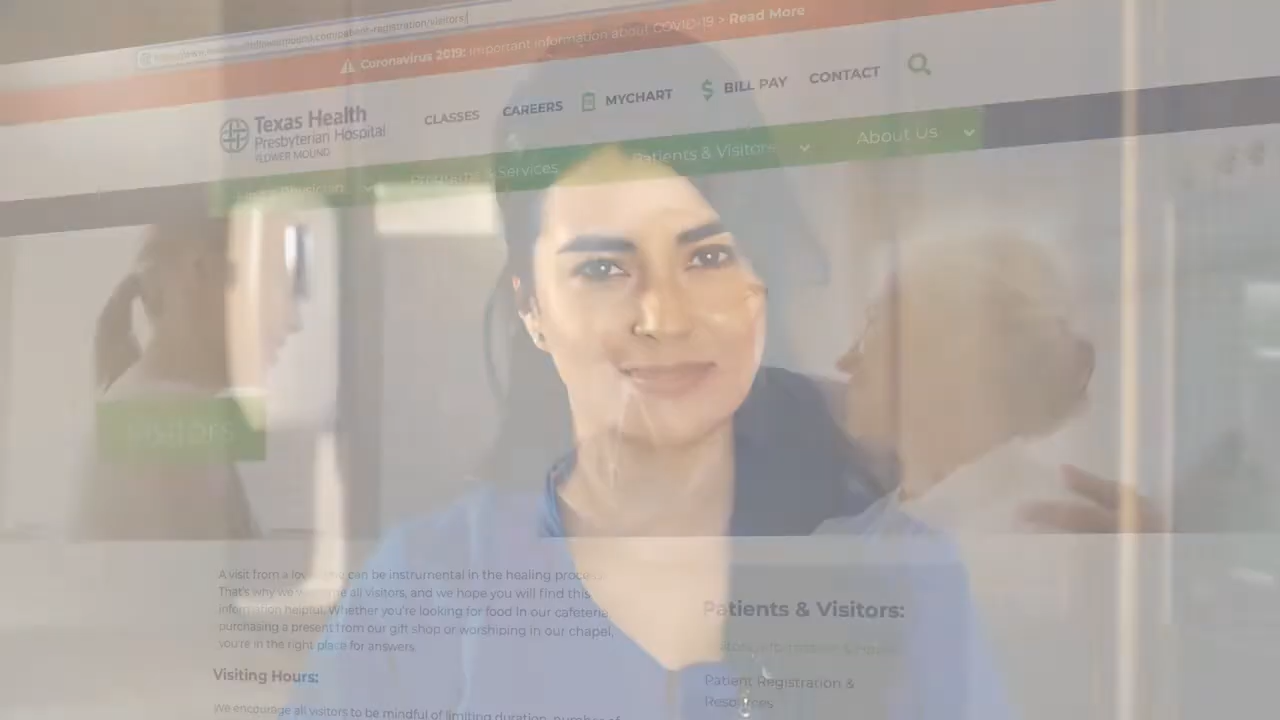 Coronavirus 2019: Important information about COVID-19 > Read More
Texas Health
Presbyterian Hospital
FLOWER MOUND
CLASSES
CAREERS
MYCHART
$ BILL PAY
CONTACT
Programs & Services
Patients & Visitors
About Us
VISITORS
A visit from a loved one can be instrumental in the healing process.
That's why we welcome all visitors, and we hope you will find this
information helpful. Whether you're looking for food in our cafeteria,
purchasing a present from our gift shop or worshiping in our chapel,
you're in the right place for answers.
Visiting Hours:
We encourage all visitors to be mindful of limiting duration, number of
Patients & Visitors:
Patient Registration &
Resources